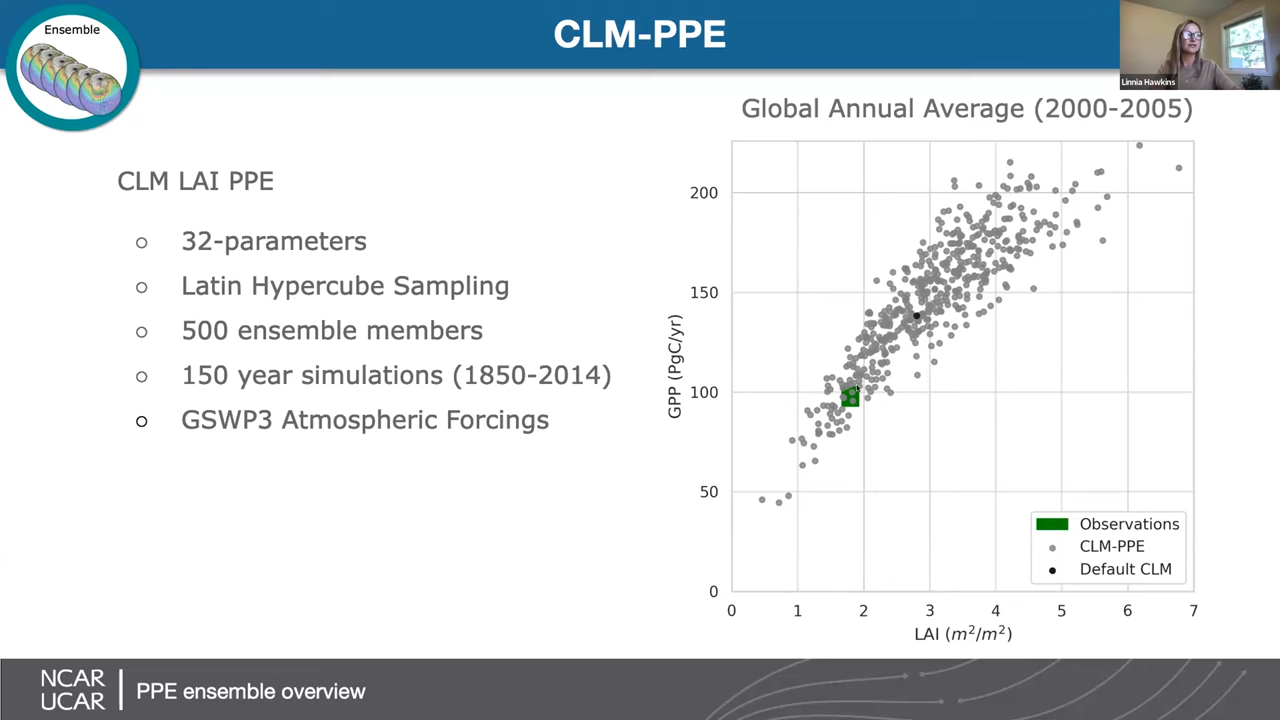 Ensemble
CLM-PPE
Linnia Hawkins
CLM LAI PPE
○ 32-parameters
○ Latin Hypercube Sampling
○ 500 ensemble members
○ 150 year simulations (1850-2014)
○ GSWP3 Atmospheric Forcings
Global Annual Average (2000-2005)
GPP (PgC/yr)
200
150
100
50
0
0 1 2 3 4 5 6 7
LAI (m²/m²)
Observations
CLM-PPE
Default CLM
NCAR
UCAR
PPE ensemble overview